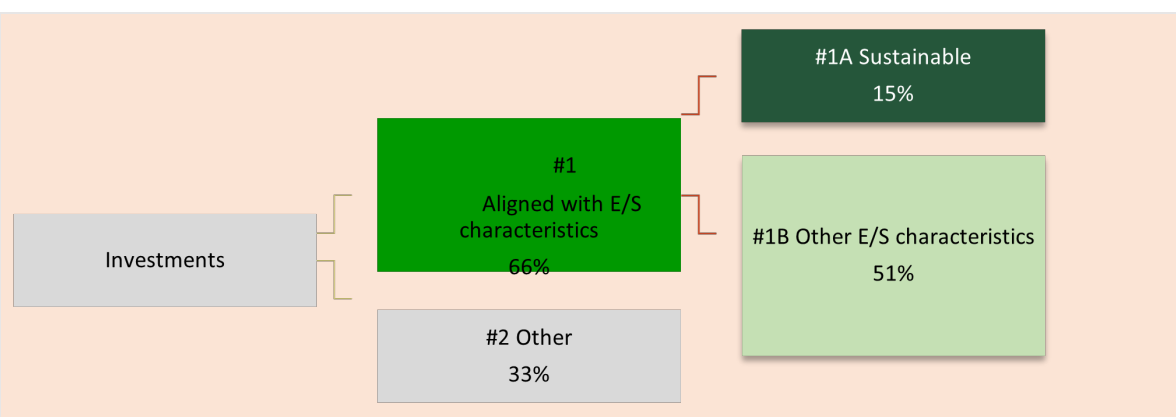 Investments
#1
Aligned with E/S
characteristics
66%
#2 Other
33%
#1A Sustainable
15%
#1B Other E/S characteristics
51%